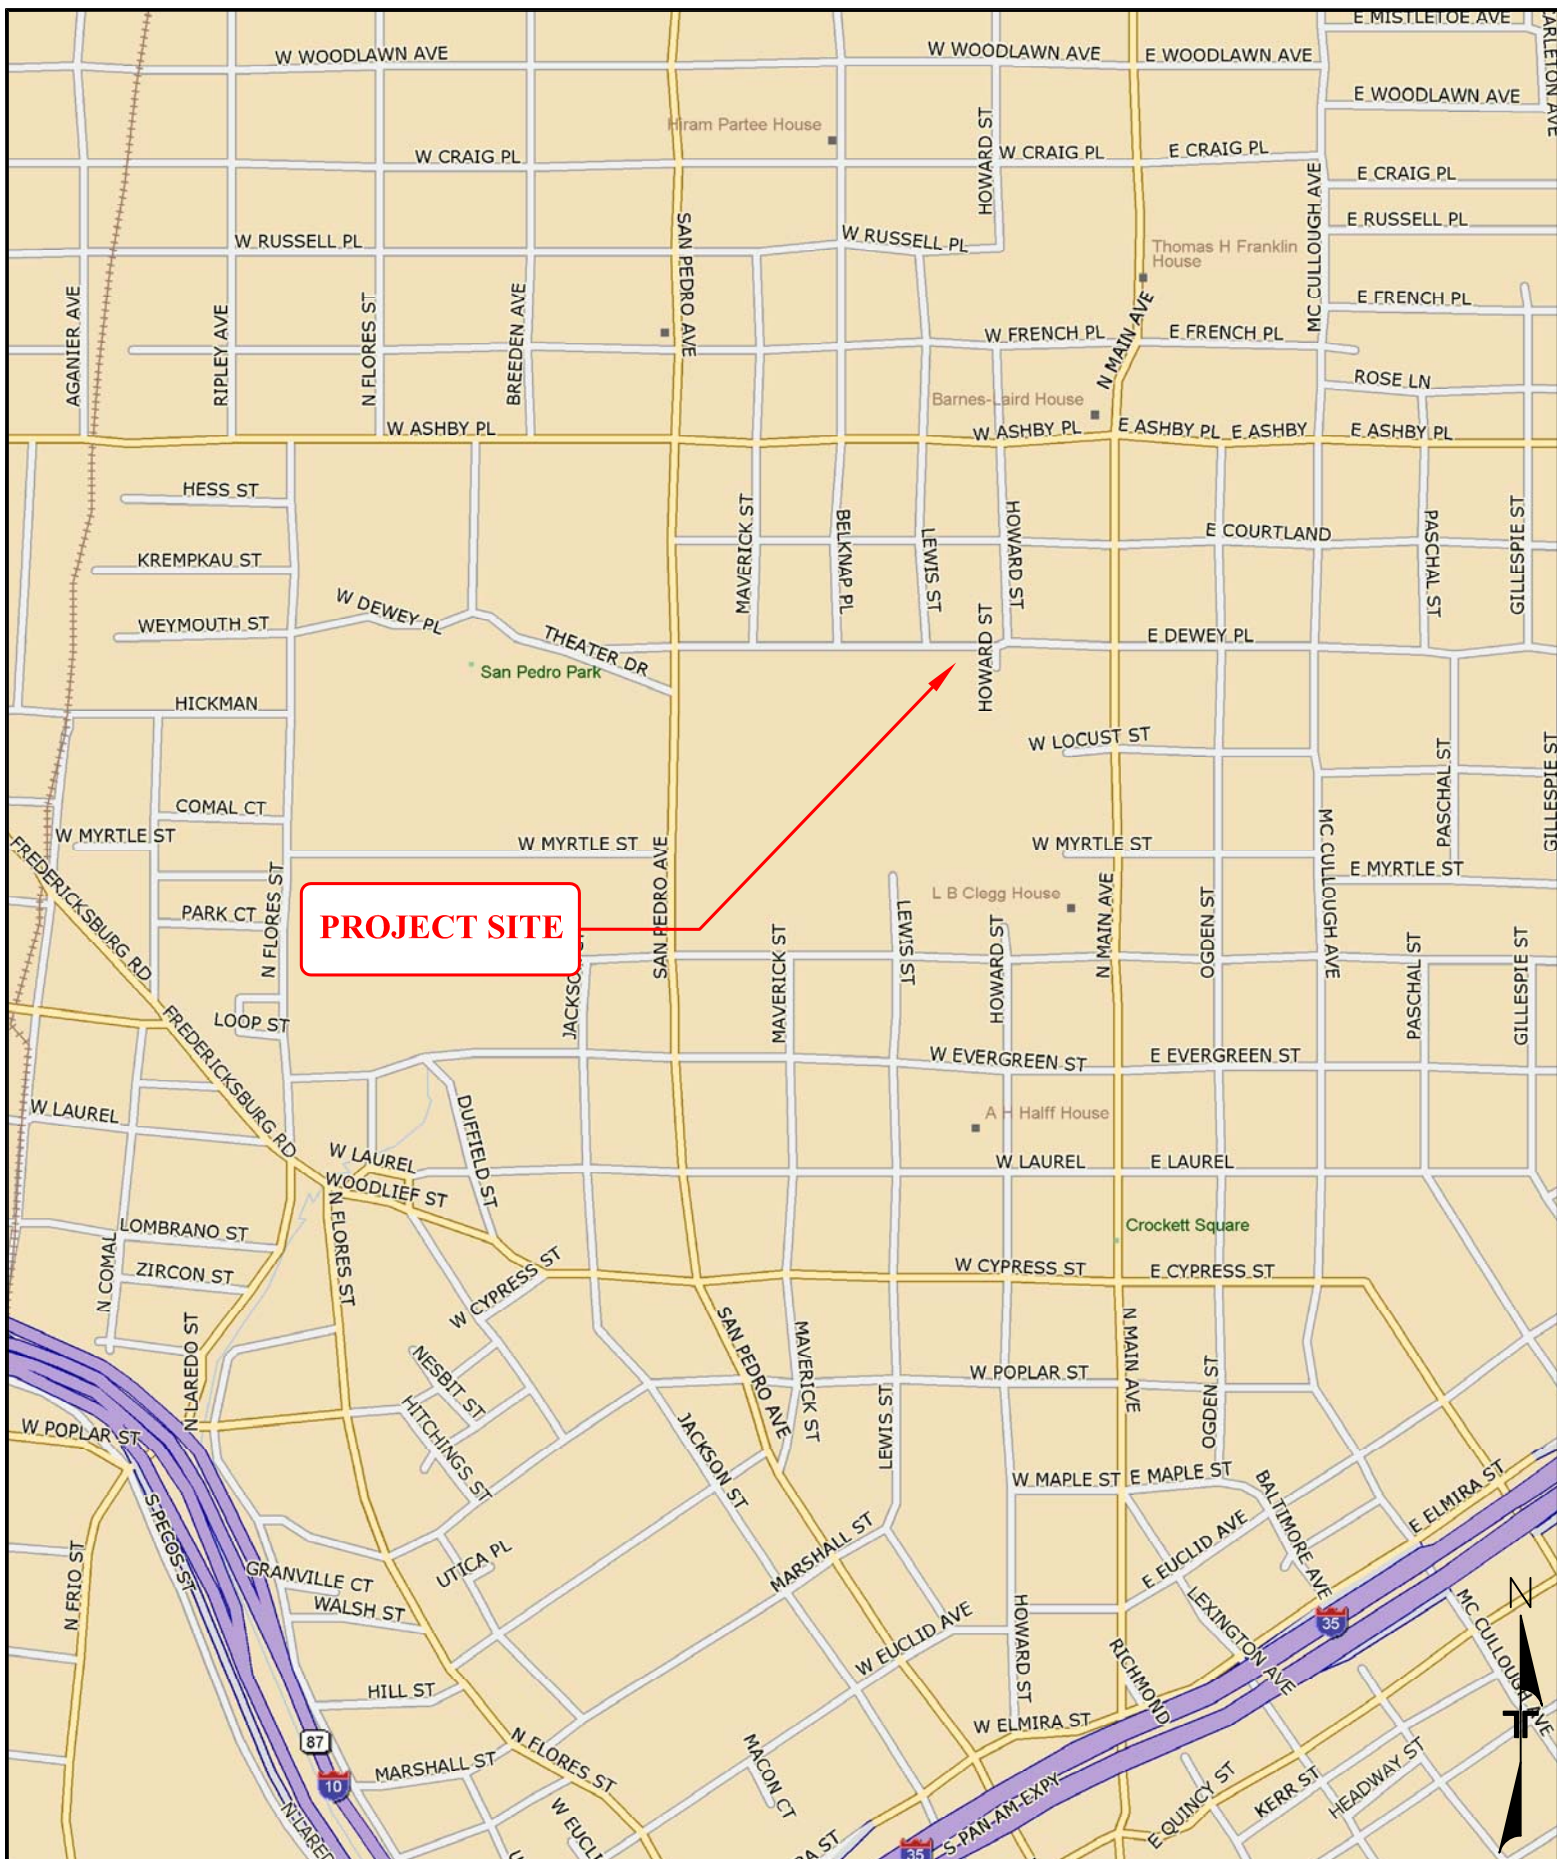 E MISTLETOE AVE
W WOODLAWN AVE
W WOODLAWN AVE
E WOODLAWN AVE
E WOODLAWN AVE
Hiram Partee House
HOWARD ST
W CRAIG PL
W CRAIG PL
E CRAIG PL
E CRAIG PL
MC CULLOUGH AVE
E RUSSELL PL
W RUSSELL PL
SAN PEDRO AVE
W RUSSELL PL
Thomas H Franklin
House
AGANIER AVE
RIPLEY AVE
N FLORES ST
BREEDEN AVE
E FRENCH PL
W FRENCH PL
N MAIN AVE
E FRENCH PL
ROSE LN
Barnes-Laird House
W ASHBY PL
W ASHBY PL
E ASHBY PL
E ASHBY
E ASHBY PL
HESS ST
MAVERICK ST
BELKNAP PL
LEWIS ST
HOWARD ST
E COURTLAND
PASCHAL ST
GILLESPIE ST
KREMPKAU ST
W DEWEY PL
WEYMOUTH ST
THEATER DR
HOWARD ST
E DEWEY PL
San Pedro Park
HICKMAN
W LOCUST ST
PASCHAL ST
GILLESPIE ST
COMAL CT
W MYRTLE ST
W MYRTLE ST
SAN PEDRO AVE
W MYRTLE ST
MC CULLOUGH AVE
E MYRTLE ST
FREDERICKSBURG RD
N FLORES ST
PARK CT
PROJECT SITE
L B Clegg House
LEWIS ST
HOWARD ST
N MAIN AVE
OGDEN ST
MAVERICK ST
PASCHAL ST
GILLESPIE ST
LOOP ST
FREDERICKSBURG RD
W EVERGREEN ST
E EVERGREEN ST
W LAUREL
DUFFIELD ST
A H Halff House
W LAUREL
W LAUREL
E LAUREL
WOODLIEF ST
N FLORES ST
LOMBRANO ST
N COMAL
Crockett Square
ZIRCON ST
W CYPRESS ST
W CYPRESS ST
E CYPRESS ST
N LAREDO ST
SAN PEDRO AVE
MAVERICK ST
N MAIN AVE
NESBIT ST
W POPLAR ST
OGDEN ST
HITCHINGS ST
LEWIS ST
JACKSON ST
W POPLAR ST
W MAPLE ST
E MAPLE ST
BALTIMORE AVE
E ELMIRA ST
S PECOS ST
MARSHALL ST
E EUCLID AVE
N FRIO ST
GRANVILLE CT
UTICA PL
WALSH ST
HOWARD ST
LEXINGTON AVE
35
MC CULLOUGH AVE
N
W EUCLID AVE
RICHMOND
HILL ST
W ELMIRA ST
87
N FLORES ST
MACON CT
MARSHALL ST
10
E QUINCY ST
KERR ST
HEADWAY ST
S PAN AM EXPY
35